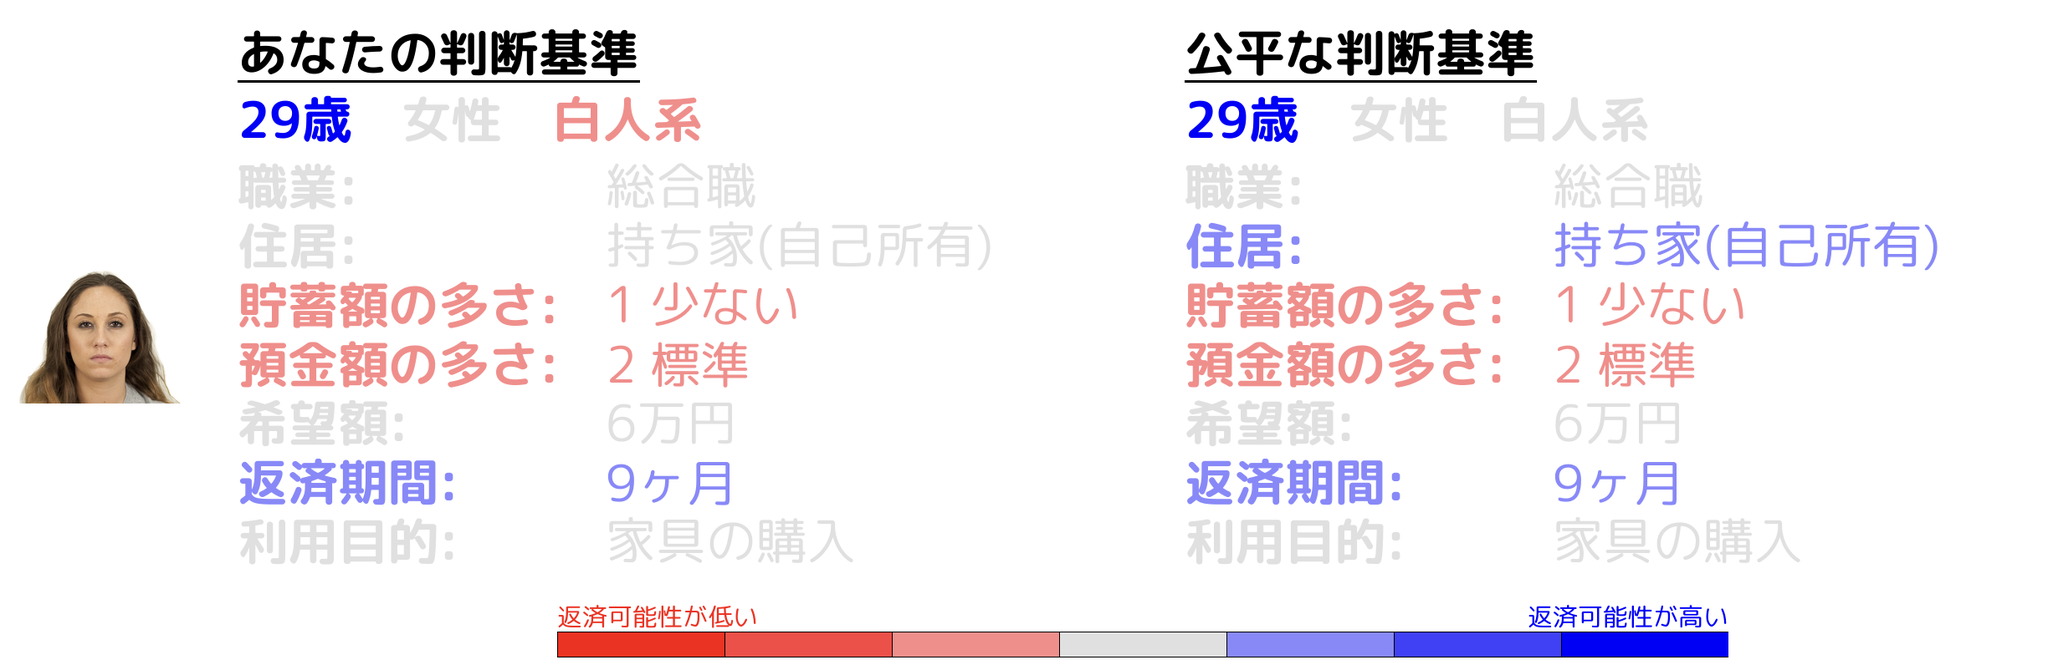 あなたの判断基準
29歳 女性 白人系
職業: 総合職
住居: 持ち家(自己所有)
貯蓄額の多さ: 1 少ない
預金額の多さ: 2 標準
希望額: 6万円
返済期間: 9ヶ月
利用目的: 家具の購入
公平な判断基準
29歳 女性 白人系
職業: 総合職
住居: 持ち家(自己所有)
貯蓄額の多さ: 1 少ない
預金額の多さ: 2 標準
希望額: 6万円
返済期間: 9ヶ月
利用目的: 家具の購入
返済可能性が低い
返済可能性が高い